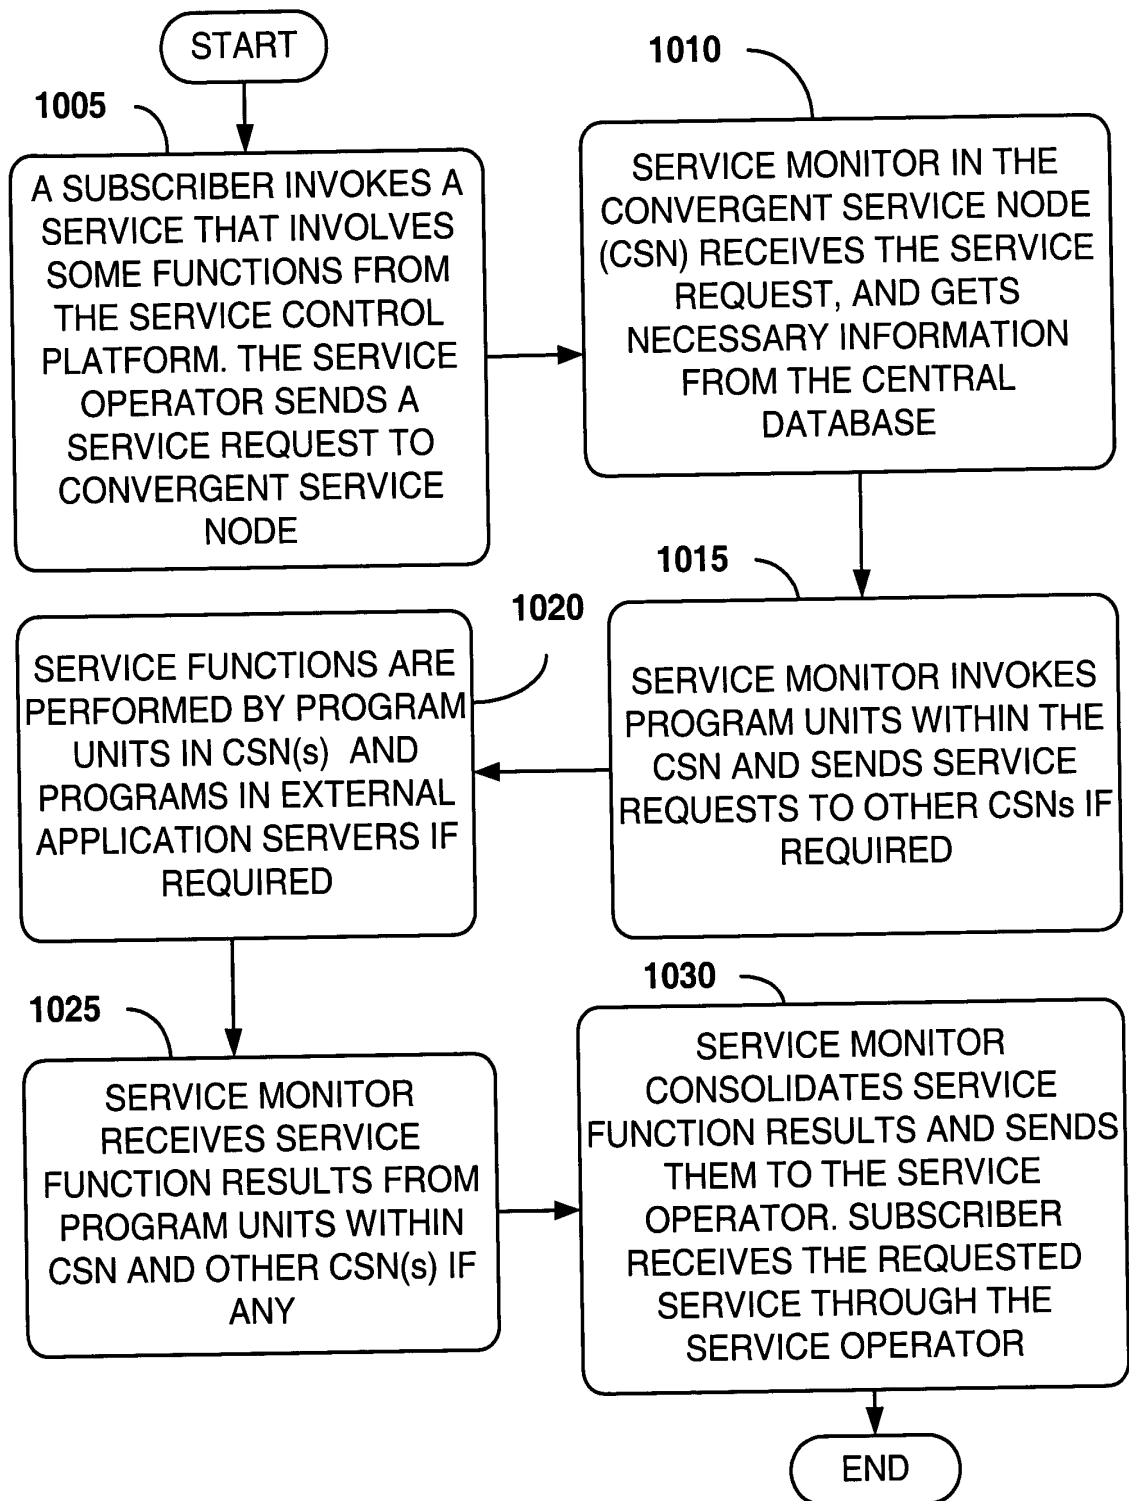 START
1005
A SUBSCRIBER INVOKES A
SERVICE THAT INVOLVES
SOME FUNCTIONS FROM
THE SERVICE CONTROL
PLATFORM. THE SERVICE
OPERATOR SENDS A
SERVICE REQUEST TO
CONVERGENT SERVICE
NODE
1010
SERVICE MONITOR IN THE
CONVERGENT SERVICE NODE
(CSN) RECEIVES THE SERVICE
REQUEST, AND GETS
NECESSARY INFORMATION
FROM THE CENTRAL
DATABASE
1015
SERVICE MONITOR INVOKES
PROGRAM UNITS WITHIN THE
CSN AND SENDS SERVICE
REQUESTS TO OTHER CSNs IF
REQUIRED
1020
SERVICE FUNCTIONS ARE
PERFORMED BY PROGRAM
UNITS IN CSN(s) AND
PROGRAMS IN EXTERNAL
APPLICATION SERVERS IF
REQUIRED
1025
SERVICE MONITOR
RECEIVES SERVICE
FUNCTION RESULTS FROM
PROGRAM UNITS WITHIN
CSN AND OTHER CSN(s) IF
ANY
1030
SERVICE MONITOR
CONSOLIDATES SERVICE
FUNCTION RESULTS AND SENDS
THEM TO THE SERVICE
OPERATOR. SUBSCRIBER
RECEIVES THE REQUESTED
SERVICE THROUGH THE
SERVICE OPERATOR
END